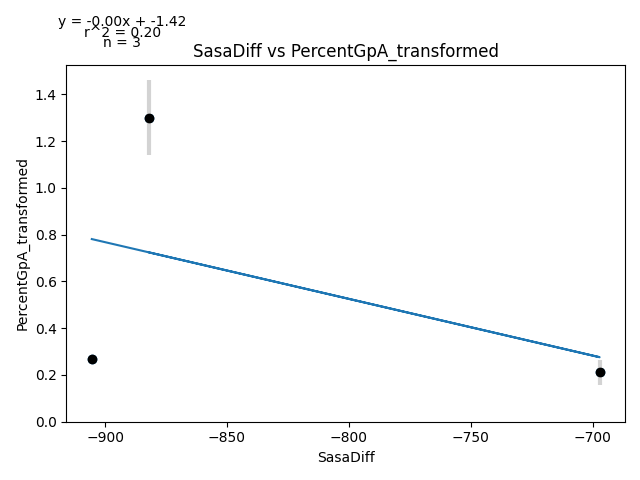 y = -0.00x + -1.42
r^2 = 0.20
n = 3
SasaDiff vs PercentGpA_transformed
PercentGpA_transformed
1.4
1.2
1.0
0.8
0.6
0.4
0.2
0.0
−900
−850
−800
−750
−700
SasaDiff